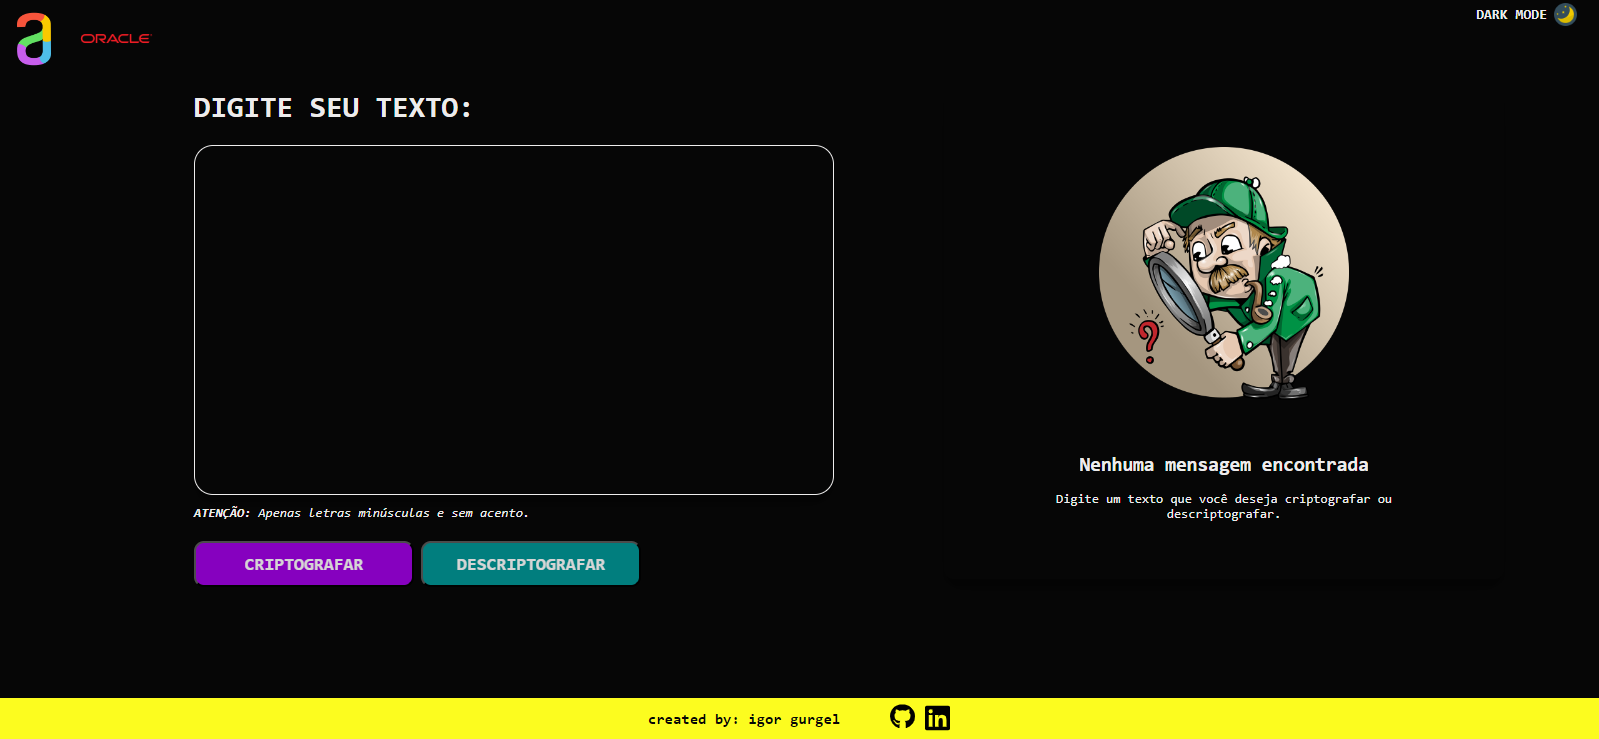 a
ORACLE
DARK MODE
DIGITE SEU TEXTO:
ATENÇÃO: Apenas letras minúsculas e sem acento.
CRIPTOGRAFAR
DESCRIPTOGRAFAR
?
Nenhuma mensagem encontrada
Digite um texto que você deseja criptografar ou
descriptografar.
created by: igor gurgel
in